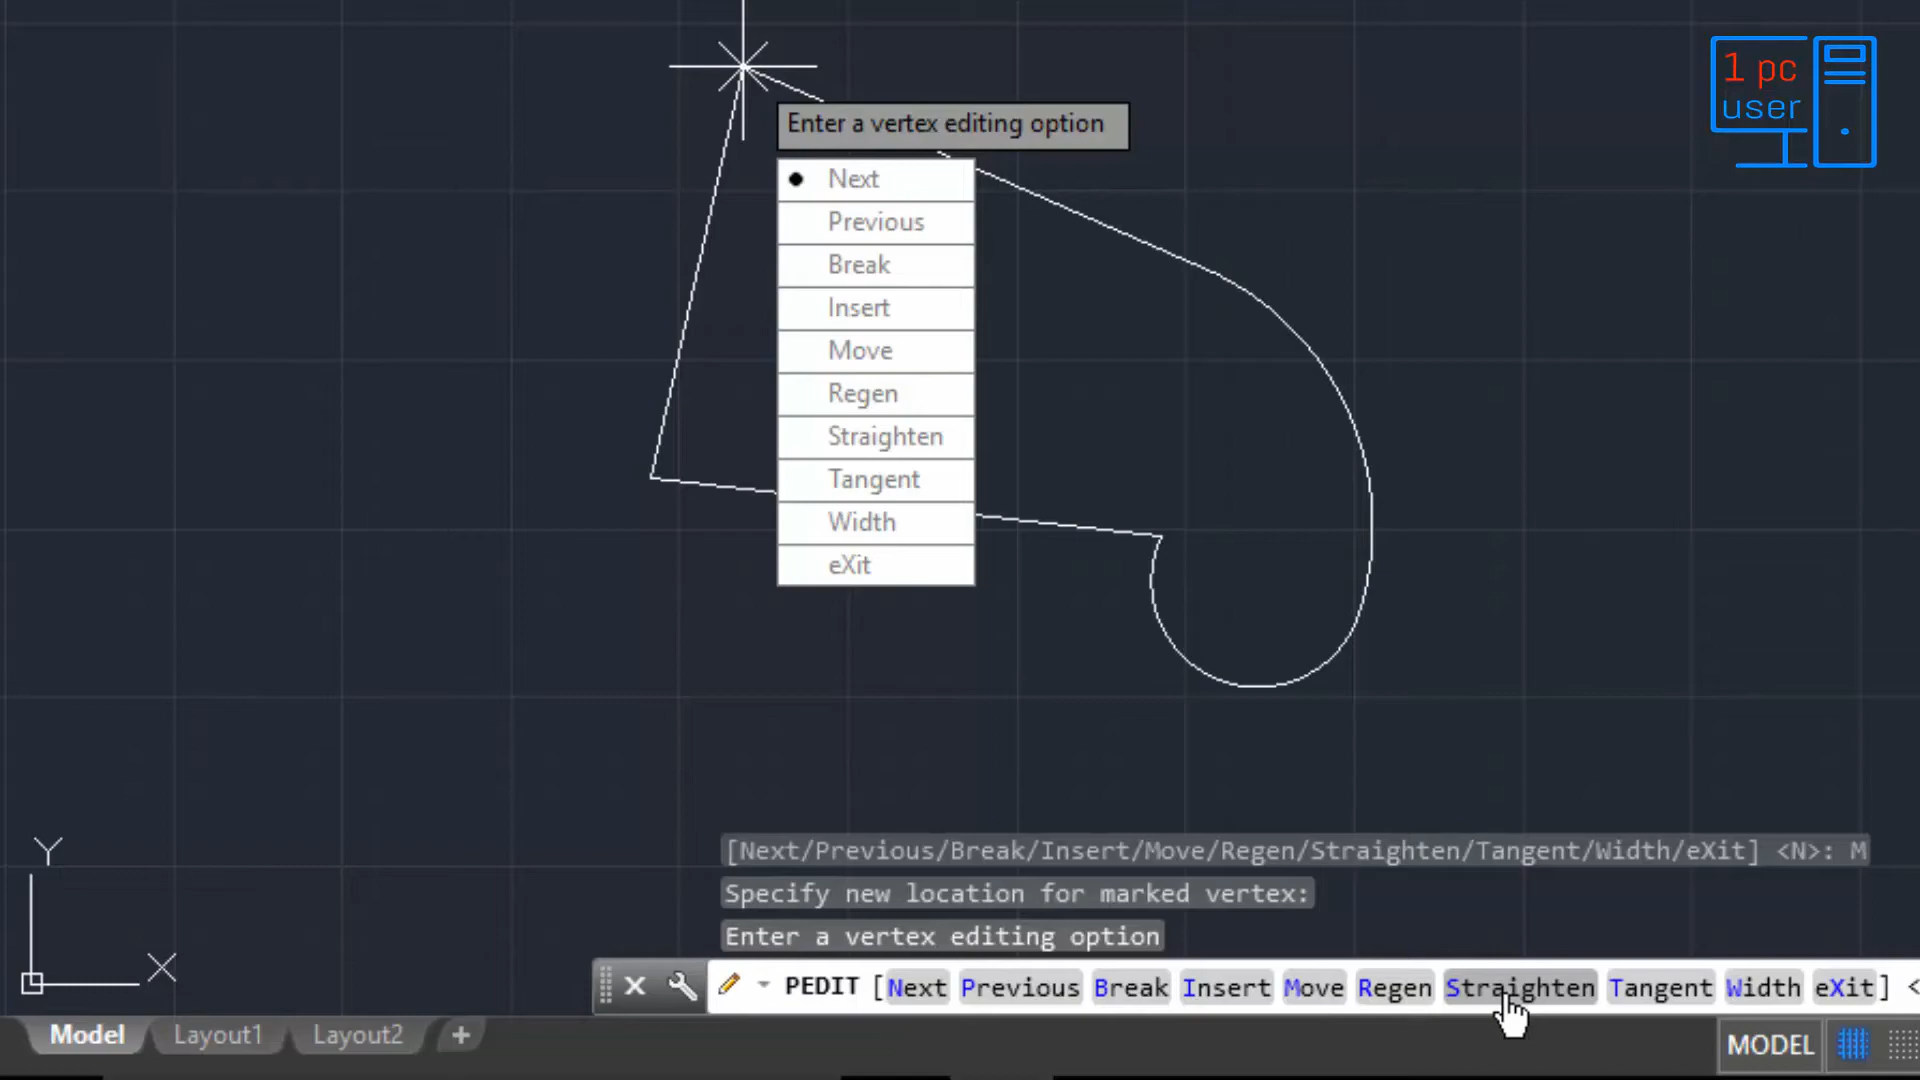 1 pc
user
Enter a vertex editing option
Next
Previous
Break
Insert
Move
Regen
Straighten
Tangent
Width
eXit
Y
X
[Next/Previous/Break/Insert/Move/Regen/Straighten/Tangent/Width/eXit] <N>: M
Specify new location for marked vertex:
Enter a vertex editing option
PEDIT [Next Previous Break Insert Move Regen Straighten Tangent Width eXit] <
Model Layout1 Layout2 +
MODEL